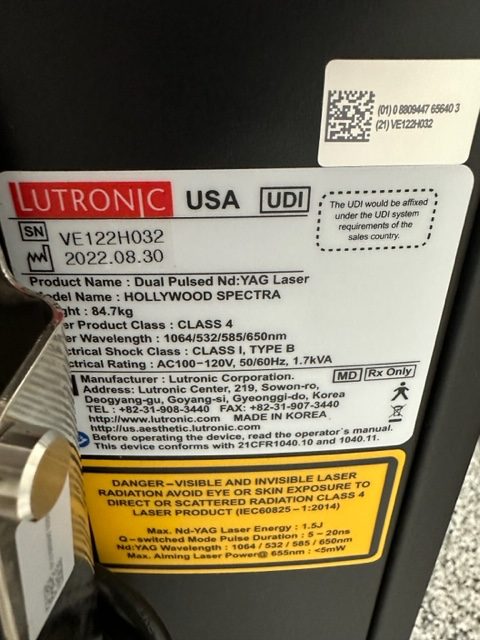 (01) 0 8809447 65640 3
(21) VE122H032
LUTRONIC USA UDI
The UDI would be affixed
under the UDI system
requirements of the
sales country.
SN VE122H032
2022.08.30
Product Name : Dual Pulsed Nd:YAG Laser
Model Name : HOLLYWOOD SPECTRA
ght : 84.7kg
er Product Class : CLASS 4
er Wavelength : 1064/532/585/650nm
ctrical Shock Class : CLASS I, TYPE B
ctrical Rating : AC100-120V, 50/60Hz, 1.7kVA
Manufacturer : Lutronic Corporation. MD Rx Only
Address: Lutronic Center, 219, Sowon-ro,
Deogyang-gu, Goyang-si, Gyeonggi-do, Korea
TEL : +82-31-908-3440 FAX: +82-31-907-3440
http://www.lutronic.com MADE IN KOREA
http://us.aesthetic.lutronic.com
Before operating the device, read the operator's manual.
This device conforms with 21CFR1040.10 and 1040.11.
DANGER-VISIBLE AND INVISIBLE LASER
RADIATION AVOID EYE OR SKIN EXPOSURE TO
DIRECT OR SCATTERED RADIATION CLASS 4
LASER PRODUCT (IEC60825-1:2014)
Max. Nd-YAG Laser Energy : 1.5J
Q-switched Mode Pulse Duration : 5 - 20ns
Nd:YAG Wavelength : 1064 / 532 / 585 / 650nm
Max. Aiming Laser Power@ 655nm : <5mW